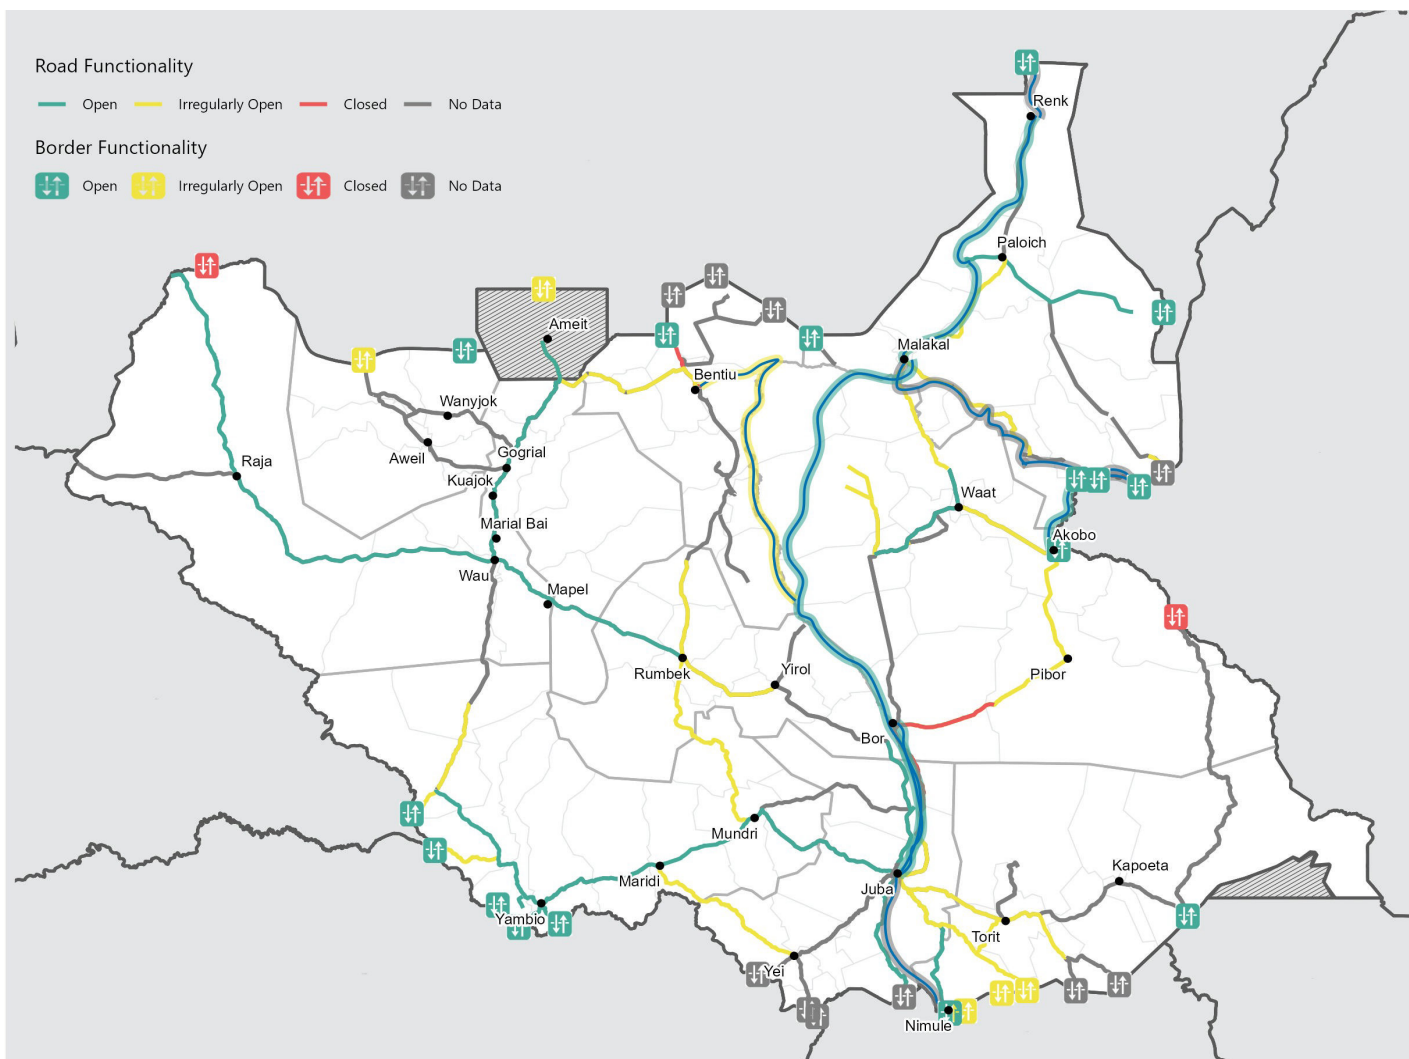 Road Functionality
Open
Irregularly Open
Closed
No Data
Border Functionality
Open
Irregularly Open
Closed
No Data
Renk
Paloich
Ameit
Malakal
Bentiu
Wanyjok
Aweil
Gogrial
Raja
Kuajok
Waat
Marial Bai
Akobo
Wau
Mapel
Rumbek
Yirol
Pibor
Bor
Mundri
Maridi
Kapoeta
Juba
Yambio
Torit
Yei
Nimule